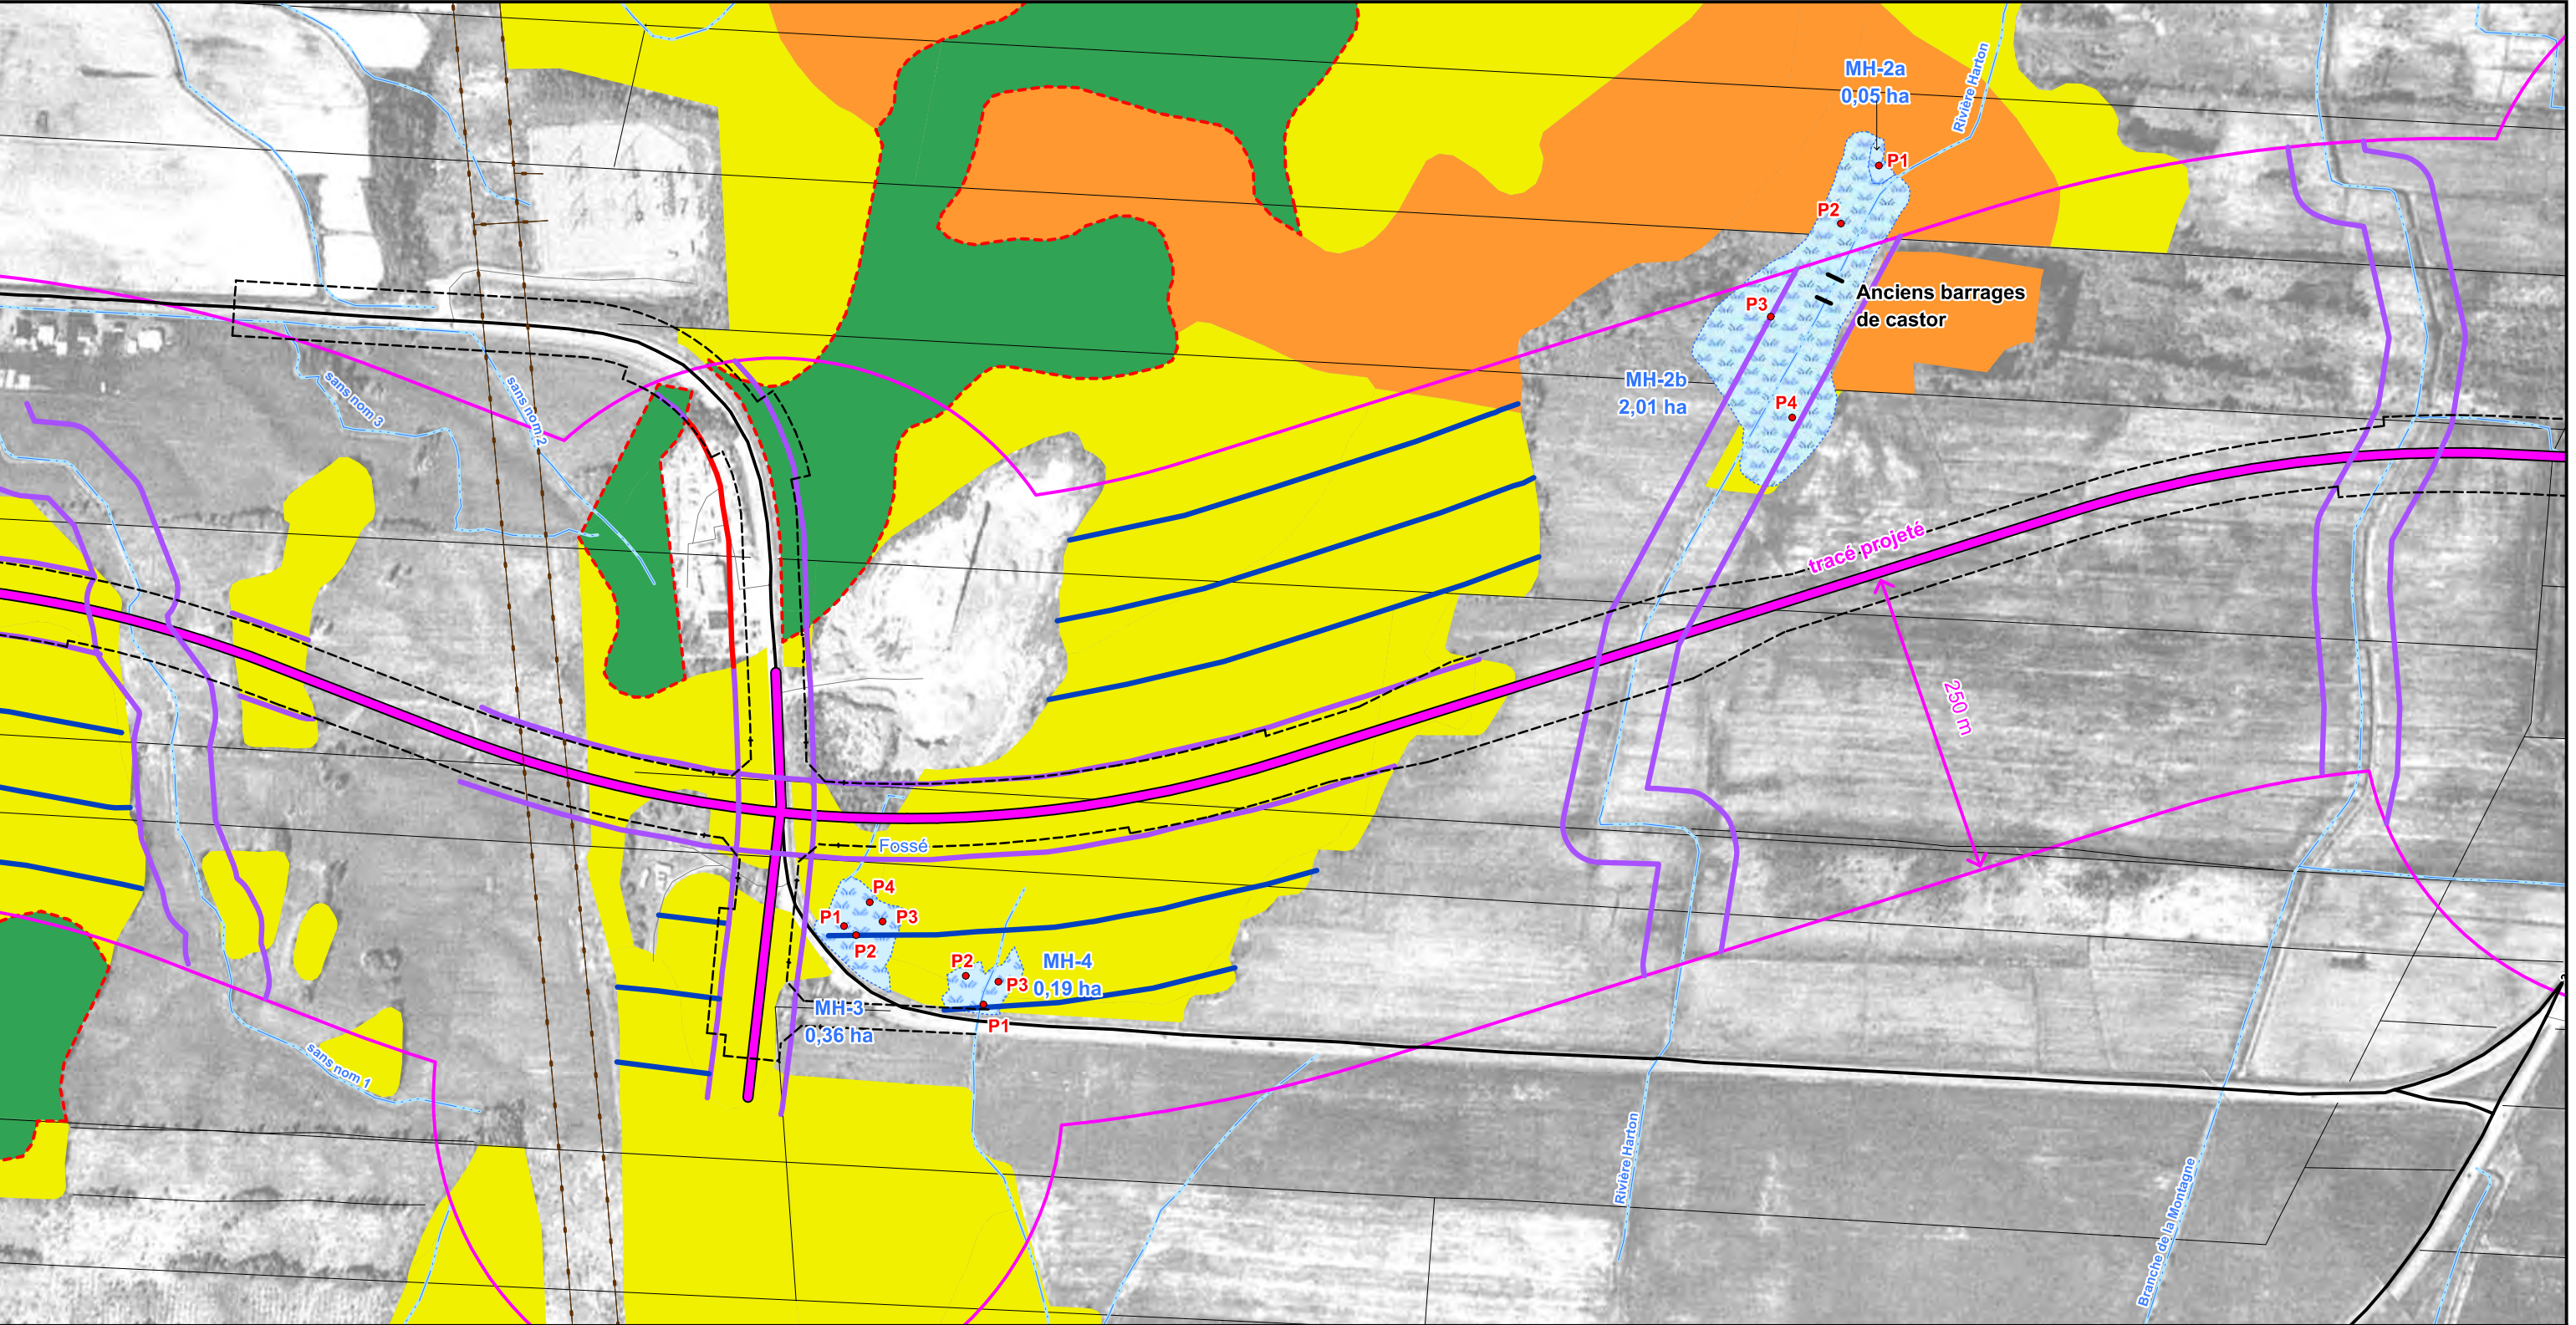 MH-2a
0,05 ha
Rivière Harton
P1
P2
Anciens barrages
de castor
P3
MH-2b
2,01 ha
P4
sans nom 3
sans nom 2
tracé projeté
250 m
Fossé
P4
P1
P3
P2
P2
MH-4
P3
0,19 ha
MH-3
P1
0,36 ha
sans nom 1
Rivière Harton
Branche de la Montagne